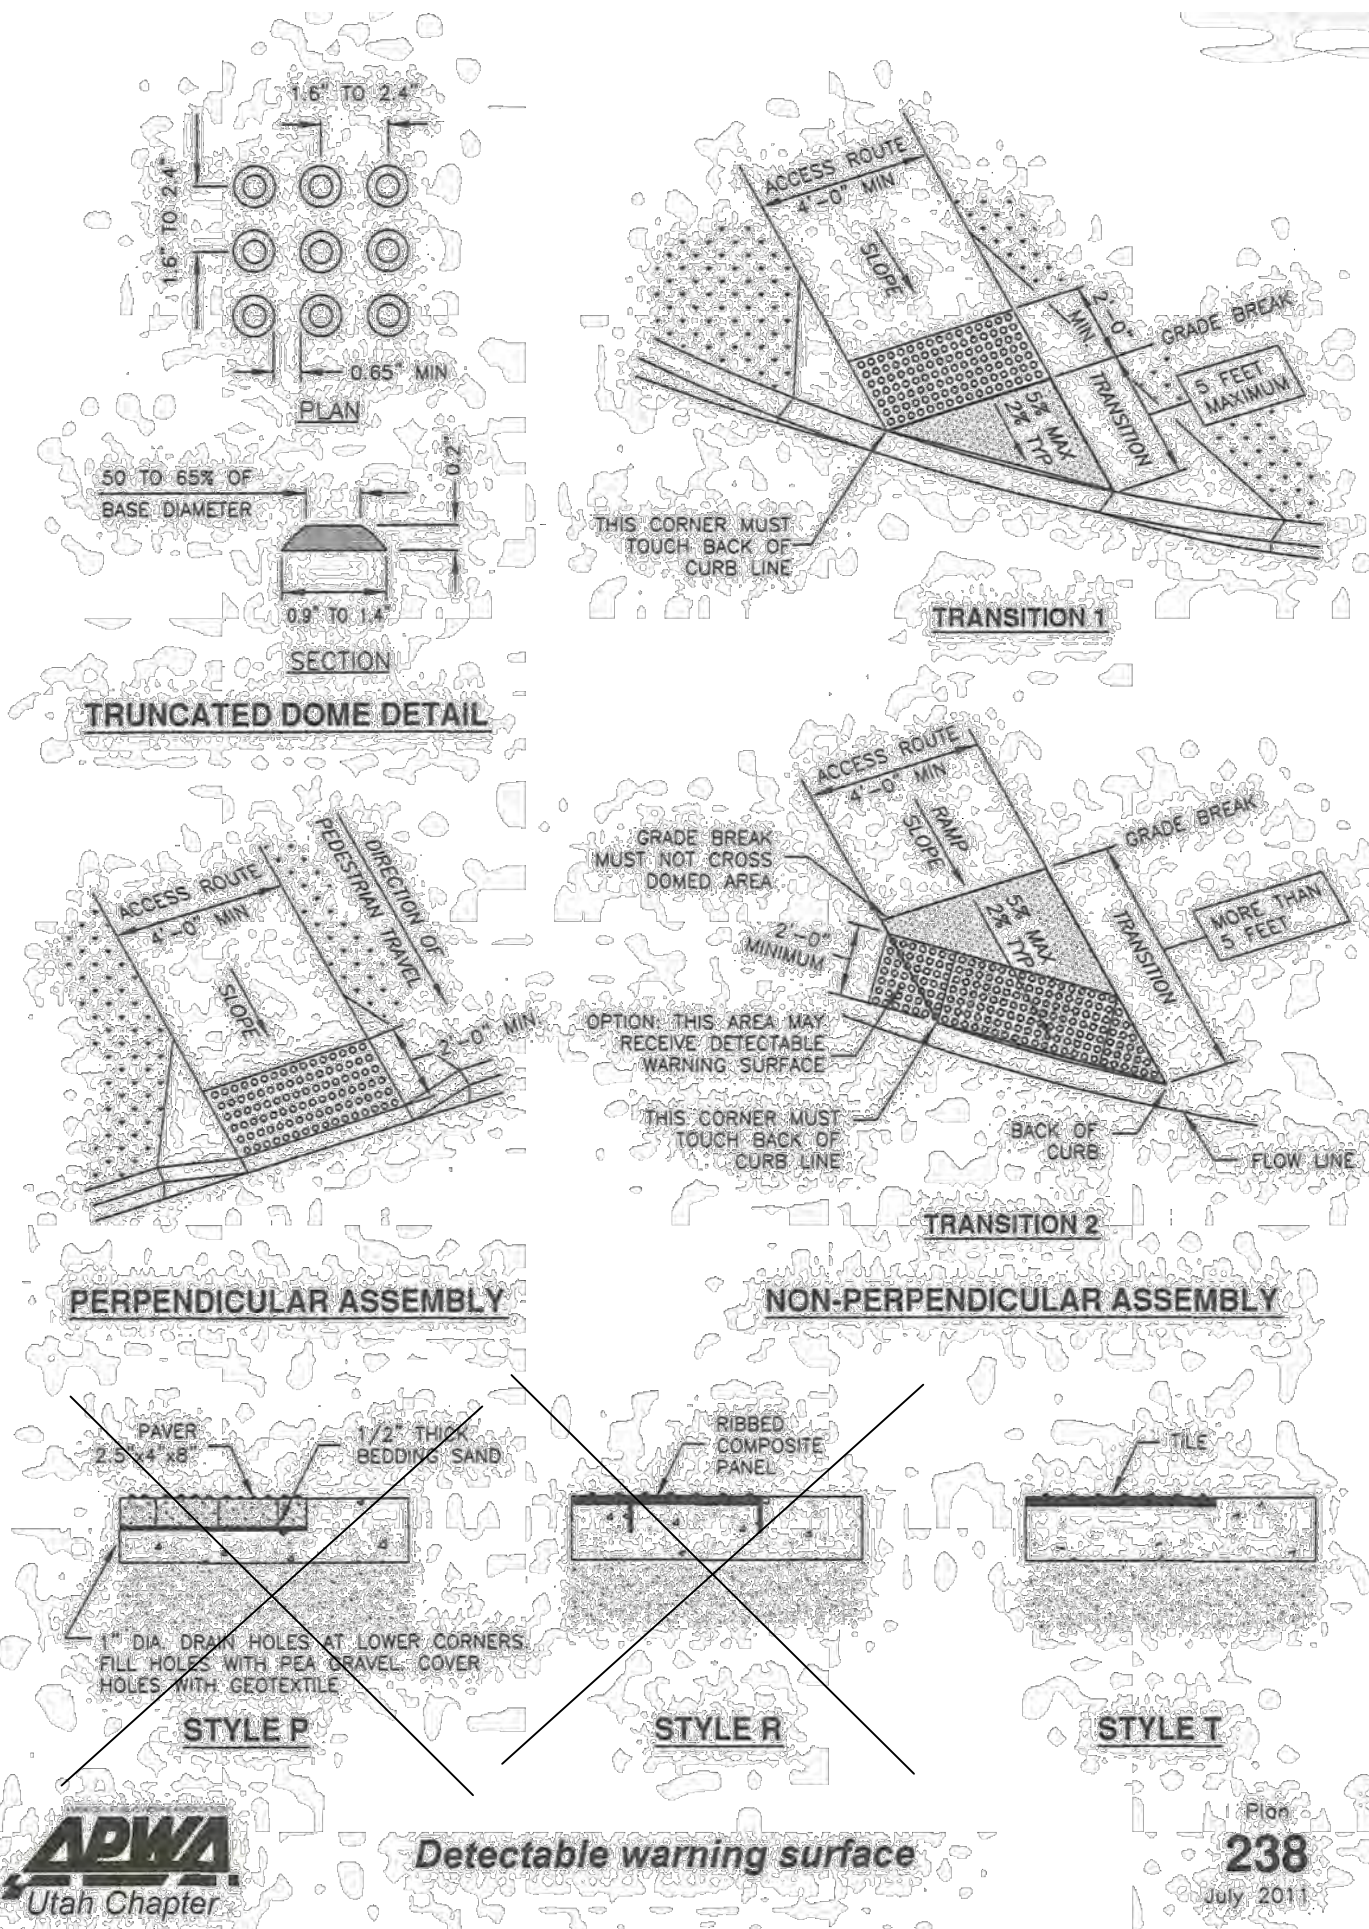 1.6" TO 2.4"
1.6" TO 2.4"
0.65" MIN
PLAN
50 TO 65% OF
BASE DIAMETER
0.2"
0.9" TO 1.4"
SECTION
TRUNCATED DOME DETAIL
ACCESS ROUTE
4'-0" MIN
SLOPE
2'-0"
MIN.
GRADE BREAK
5 FEET
MAXIMUM
TRANSITION
5% MAX
2% TYP
THIS CORNER MUST
TOUCH BACK OF
CURB LINE
TRANSITION 1
ACCESS ROUTE
4'-0" MIN
SLOPE
DIRECTION OF
PEDESTRIAN TRAVEL
2'-0" MIN.
PERPENDICULAR ASSEMBLY
ACCESS ROUTE
4'-0" MIN
RAMP
SLOPE
GRADE BREAK
GRADE BREAK
MUST NOT CROSS
DOMED AREA
5% MAX
2% TYP
TRANSITION
MORE THAN
5 FEET
2'-0"
MINIMUM
OPTION: THIS AREA MAY
RECEIVE DETECTABLE
WARNING SURFACE
THIS CORNER MUST
TOUCH BACK OF
CURB LINE
BACK OF
CURB
FLOW LINE
TRANSITION 2
NON-PERPENDICULAR ASSEMBLY
PAVER
2.5"x4"x8"
1/2" THICK
BEDDING SAND
1" DIA. DRAIN HOLES AT LOWER CORNERS.
FILL HOLES WITH PEA GRAVEL. COVER
HOLES WITH GEOTEXTILE
STYLE P
RIBBED
COMPOSITE
PANEL
STYLE R
TILE
STYLE T
APWA
Utah Chapter
Detectable warning surface
Plan
238
July 2011